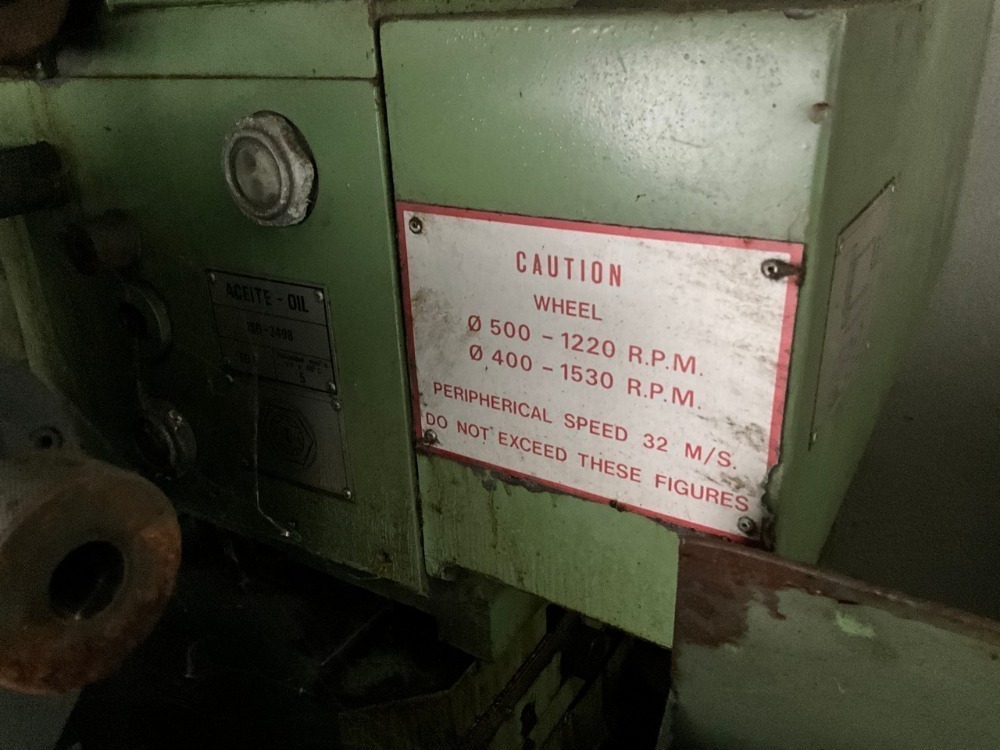 ACEITE - OIL
CAUTION
WHEEL
Ø 500 - 1220 R.P.M.
Ø 400 - 1530 R.P.M.
PERIPHERICAL SPEED 32 M/S.
DO NOT EXCEED THESE FIGURES